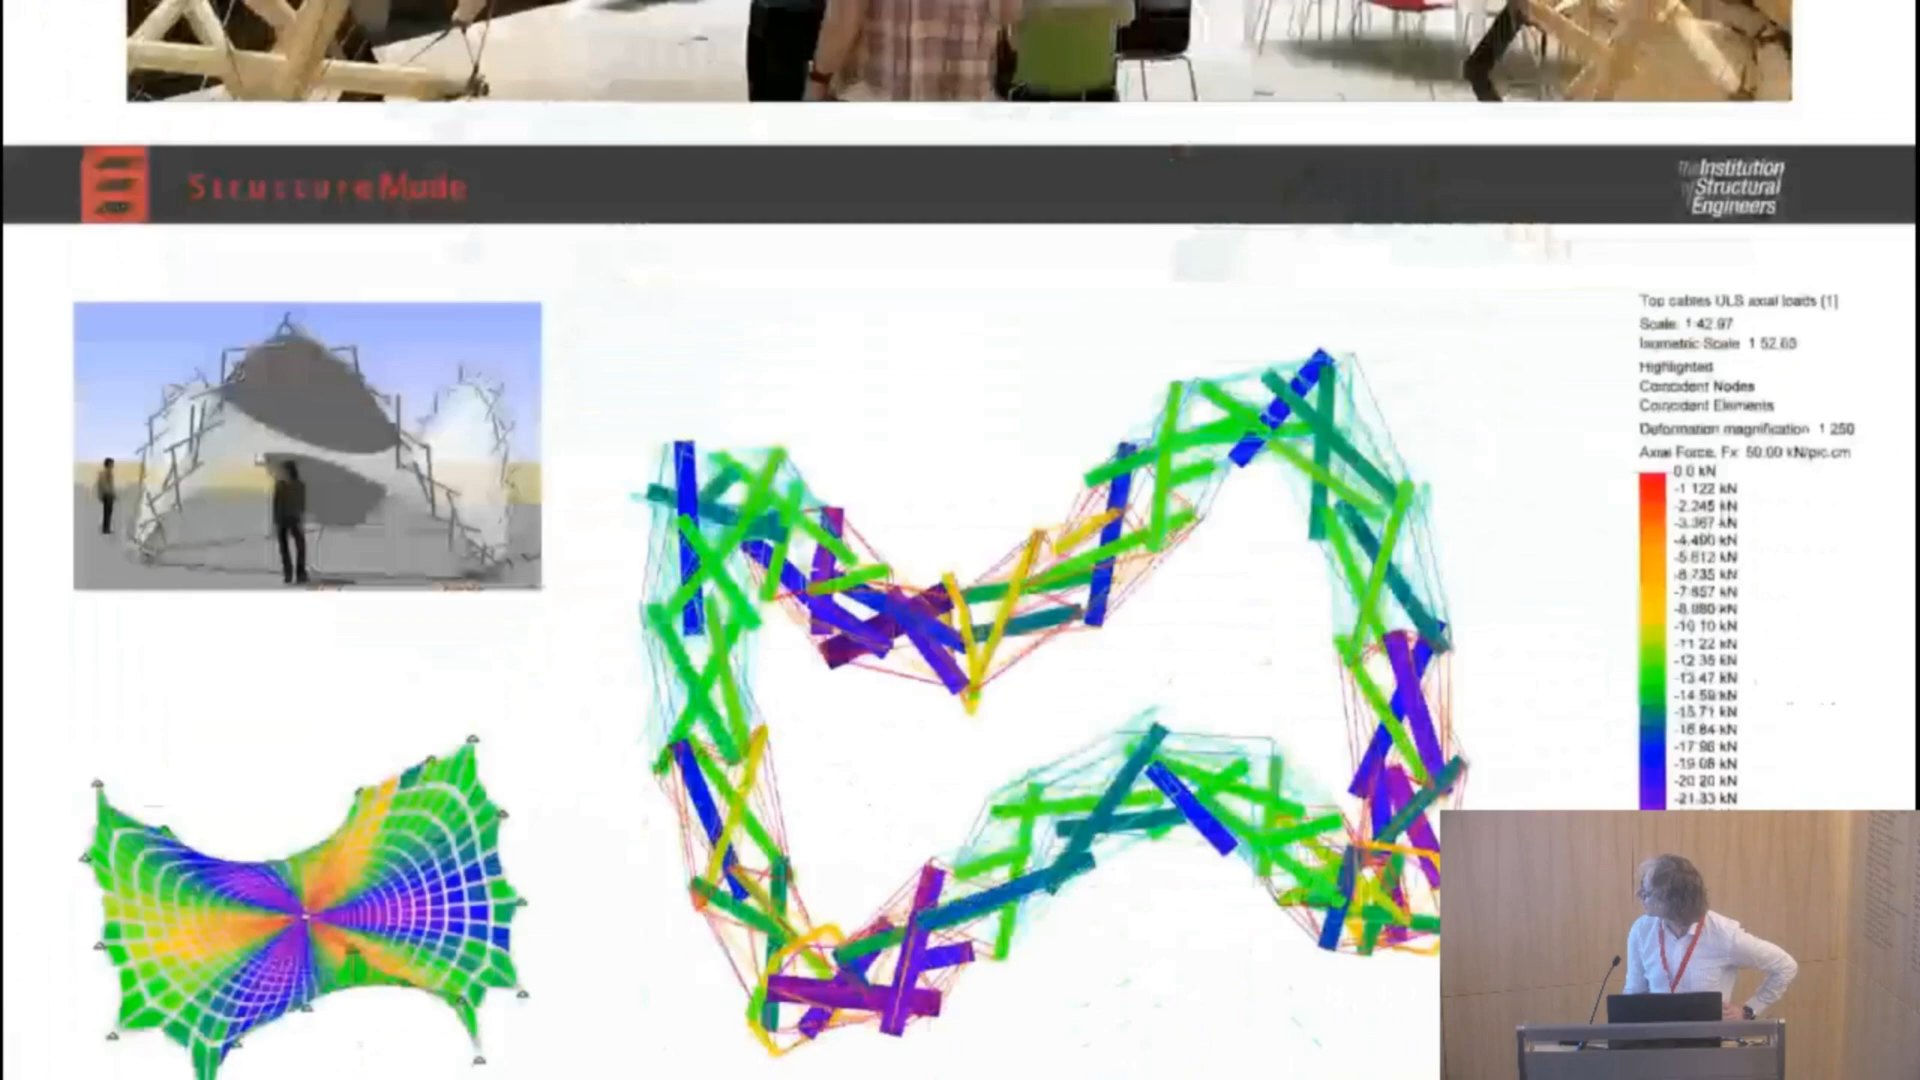 StructureMode
The Institution
of Structural
Engineers
Top cables ULS axial loads (1)
Scale: 1:42.97
Isometric Scale: 1:52.63
Highlighted
Coincident Nodes
Coincident Elements
Deformation magnification: 1.250
Axial Force, Fx: 50.00 kN/pic.cm
0.0 kN
-1.122 kN
-2.245 kN
-3.367 kN
-4.490 kN
-5.612 kN
-6.735 kN
-7.857 kN
-8.980 kN
-10.10 kN
-11.22 kN
-12.35 kN
-13.47 kN
-14.59 kN
-15.71 kN
-16.84 kN
-17.96 kN
-19.08 kN
-20.20 kN
-21.33 kN